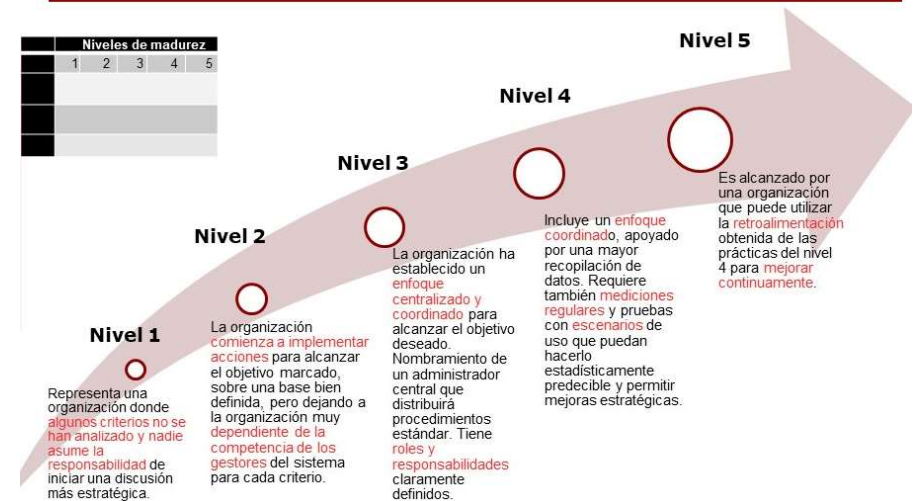 Niveles de madurez
1 2 3 4 5
Nivel 1
Representa una
organización donde
algunos criterios no se
han analizado y nadie
asume la
responsabilidad de
iniciar una discusión
más estratégica.
Nivel 2
La organización
comienza a implementar
acciones para alcanzar
el objetivo marcado,
sobre una base bien
definida, pero dejando a
la organización muy
dependiente de la
competencia de los
gestores del sistema
para cada criterio.
Nivel 3
La organización ha
establecido un
enfoque
centralizado y
coordinado para
alcanzar el objetivo
deseado.
Nombramiento de
un administrador
central que
distribuirá
procedimientos
estándar. Tiene
roles y
responsabilidades
claramente
definidos.
Nivel 4
Incluye un enfoque
coordinado, apoyado
por una mayor
recopilación de
datos. Requiere
también mediciones
regulares y pruebas
con escenarios de
uso que puedan
hacerlo
estadísticamente
predecible y permitir
mejoras estratégicas.
Nivel 5
Es alcanzado por
una organización
que puede utilizar
la retroalimentación
obtenida de las
prácticas del nivel
4 para mejorar
continuamente.